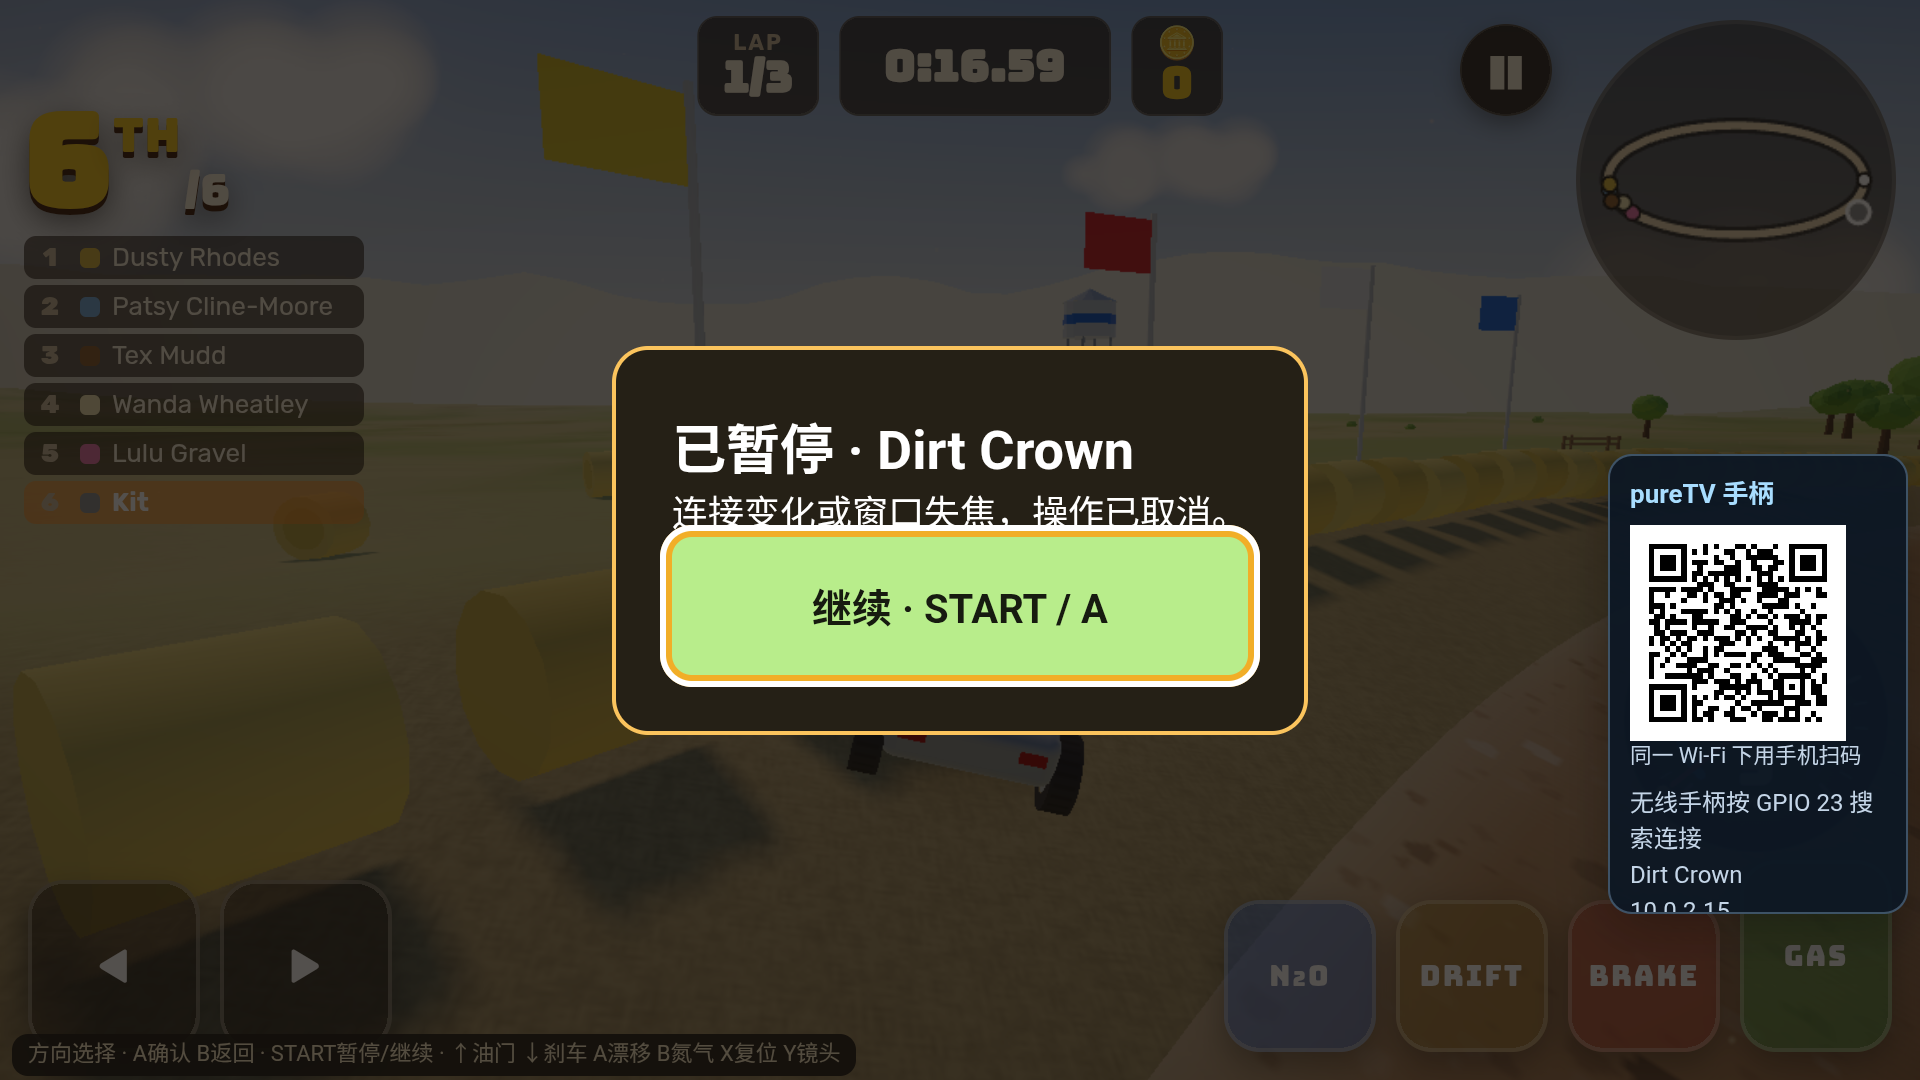 LAP
1/3
0:16.59
0
6TH
/6
1 Dusty Rhodes
2 Patsy Cline-Moore
3 Tex Mudd
4 Wanda Wheatley
5 Lulu Gravel
6 Kit
已暂停 · Dirt Crown
连接变化或窗口失焦，操作已取消。
继续 · START / A
pureTV 手柄
同一 Wi-Fi 下用手机扫码
无线手柄按 GPIO 23 搜
索连接
Dirt Crown
10.0.2.15
N2O
DRIFT
BRAKE
GAS
方向选择 · A确认 B返回 · START暂停/继续 · ↑油门 ↓刹车 A漂移 B氮气 X复位 Y镜头